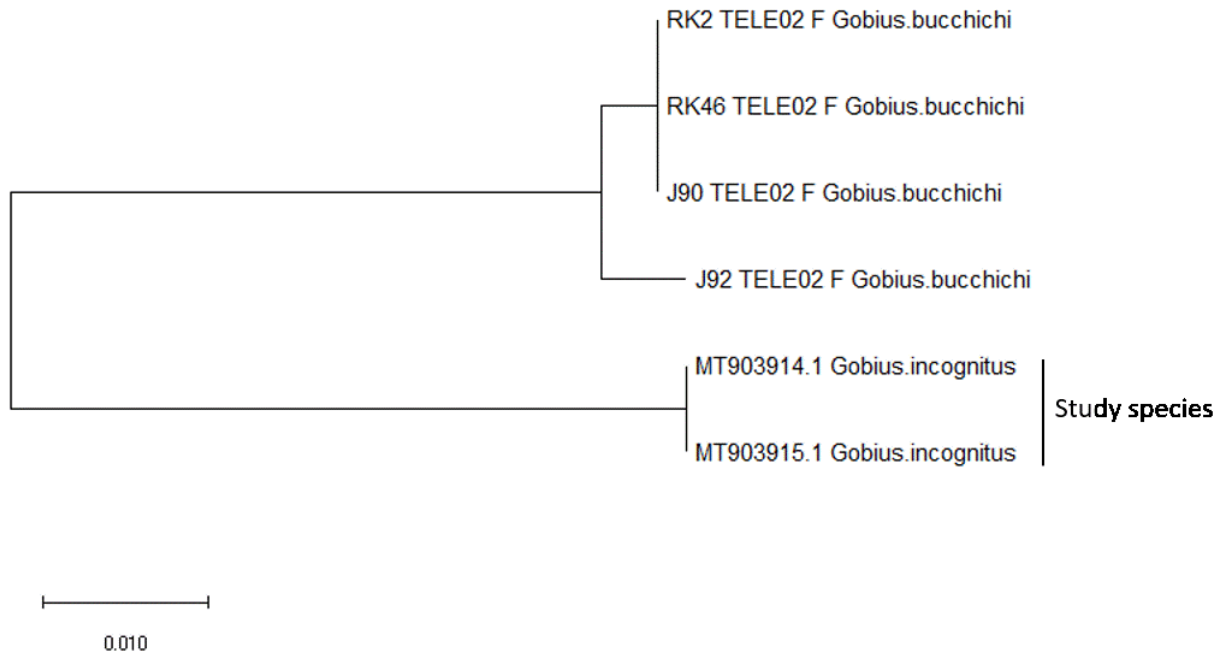 RK2 TELE02 F Gobius.bucchichi
RK46 TELE02 F Gobius.bucchichi
J90 TELE02 F Gobius.bucchichi
J92 TELE02 F Gobius.bucchichi
MT903914.1 Gobius.incognitus
Study species
MT903915.1 Gobius.incognitus
0.010